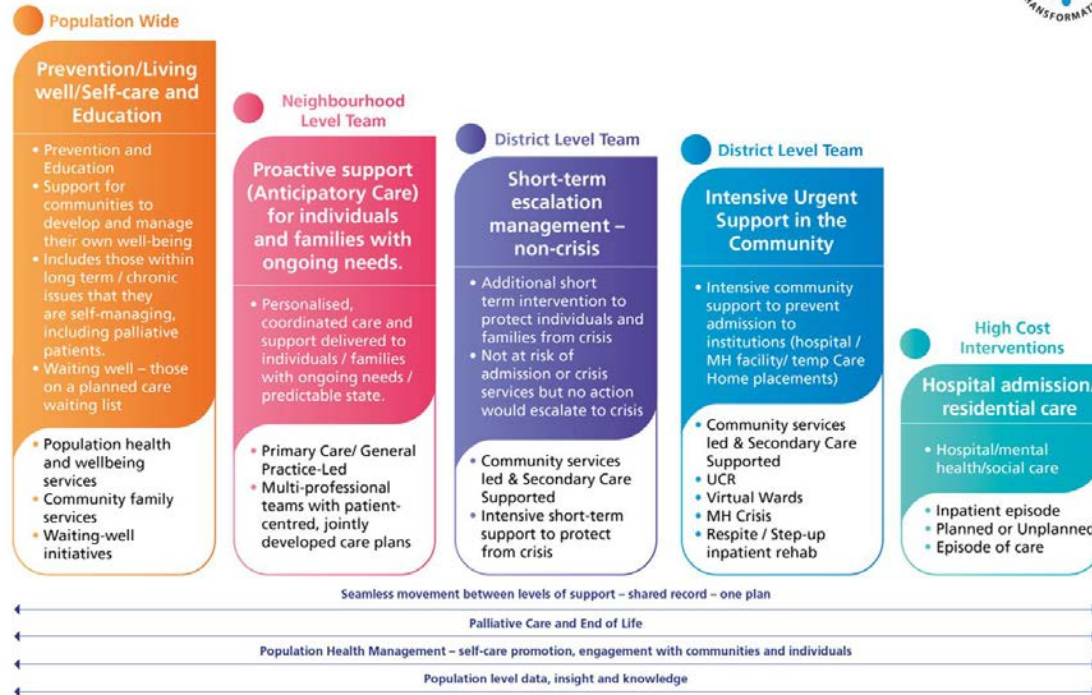 Population Wide
Prevention/Living
well/Self-care and
Education
• Prevention and
Education
• Support for
communities to
develop and manage
their own well-being
• Includes those within
long term / chronic
issues that they
are self-managing,
including palliative
patients.
• Waiting well – those
on a planned care
waiting list
• Population health
and wellbeing
services
• Community family
services
• Waiting-well
initiatives
Neighbourhood
Level Team
Proactive support
(Anticipatory Care)
for individuals
and families with
ongoing needs.
• Personalised,
coordinated care and
support delivered to
individuals / families
with ongoing needs /
predictable state.
• Primary Care/ General
Practice-Led
• Multi-professional
teams with patient-
centred, jointly
developed care plans
District Level Team
Short-term
escalation
management –
non-crisis
• Additional short
term intervention to
protect individuals and
families from crisis
• Not at risk of
admission or crisis
services but no action
would escalate to crisis
• Community services
led & Secondary Care
Supported
• Intensive short-term
support to protect
from crisis
District Level Team
Intensive Urgent
Support in the
Community
• Intensive community
support to prevent
admission to
institutions (hospital /
MH facility/ temp Care
Home placements)
• Community services
led & Secondary Care
Supported
• UCR
• Virtual Wards
• MH Crisis
• Respite / Step-up
inpatient rehab
High Cost
Interventions
Hospital admission/
residential care
• Hospital/mental
health/social care
• Inpatient episode
• Planned or Unplanned
• Episode of care
Seamless movement between levels of support – shared record – one plan
Palliative Care and End of Life
Population Health Management – self-care promotion, engagement with communities and individuals
Population level data, insight and knowledge